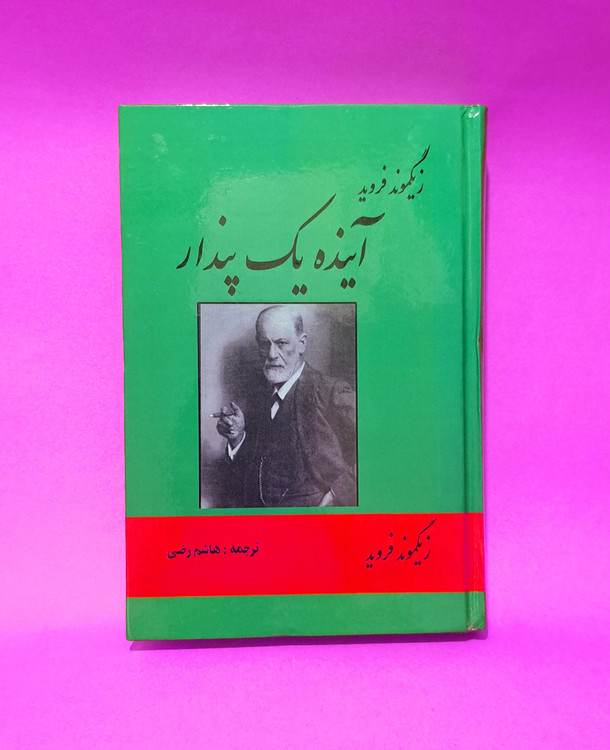 زیگموند فروید
آینده یک پندار
زیگموند فروید
ترجمه : هاشم رضی